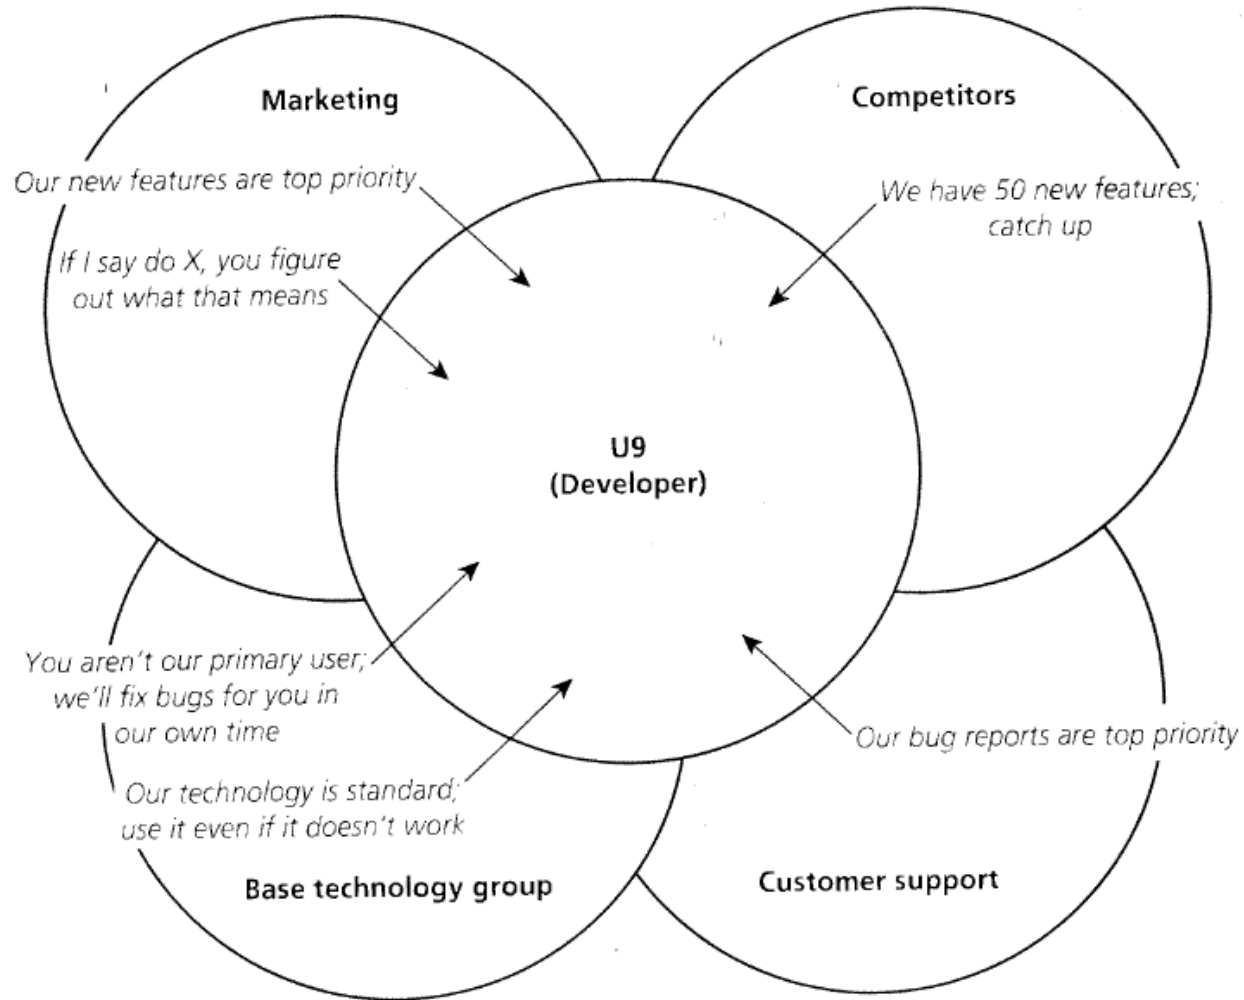 Marketing
Our new features are top priority
If I say do X, you figure
out what that means
Competitors
We have 50 new features;
catch up
U9
(Developer)
You aren't our primary user;
we'll fix bugs for you in
our own time
Our technology is standard;
use it even if it doesn't work
Base technology group
Our bug reports are top priority
Customer support